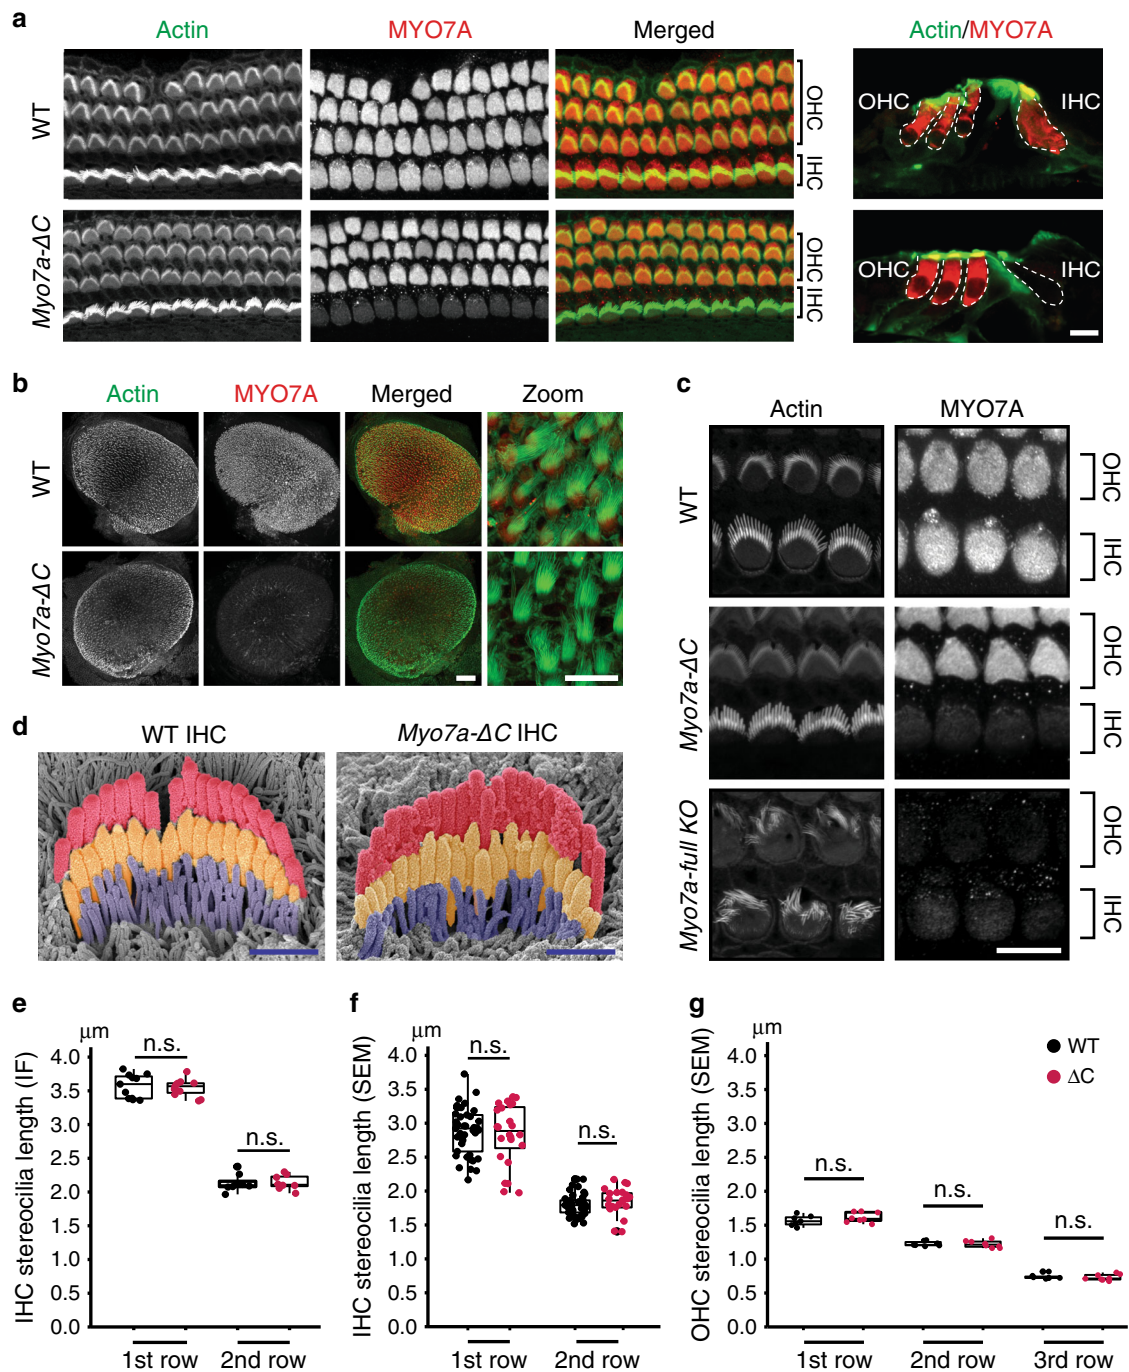 a
Actin
MYO7A
Merged
Actin/MYO7A
WT
OHC
IHC
OHC
IHC
Myo7a-ΔC
OHC
IHC
OHC
IHC
b
Actin
MYO7A
Merged
Zoom
WT
Myo7a-ΔC
c
Actin
MYO7A
WT
OHC
IHC
Myo7a-ΔC
OHC
IHC
Myo7a-full KO
OHC
IHC
d
WT IHC
Myo7a-ΔC IHC
e
μm
IHC stereocilia length (IF)
4.0
3.5
3.0
2.5
2.0
1.5
1.0
0.5
0.0
n.s.
n.s.
1st row
2nd row
f
μm
IHC stereocilia length (SEM)
4.0
3.5
3.0
2.5
2.0
1.5
1.0
0.5
0.0
n.s.
n.s.
1st row
2nd row
g
μm
OHC stereocilia length (SEM)
4.0
3.5
3.0
2.5
2.0
1.5
1.0
0.5
0.0
WT
ΔC
n.s.
n.s.
n.s.
1st row
2nd row
3rd row